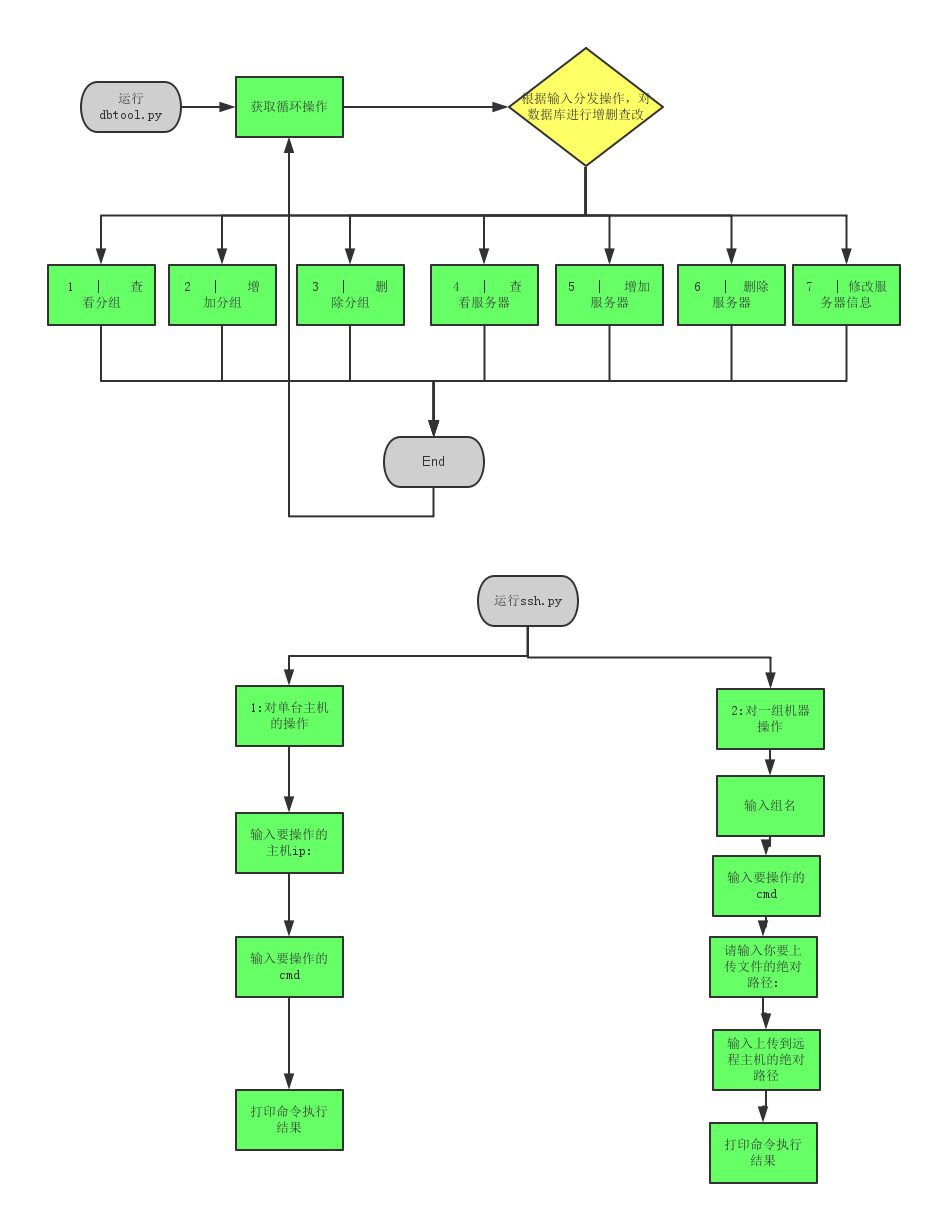 运行
dbtool.py
获取循环操作
根据输入分发操作，对
数据库进行增删查改
1 | 查
看分组
2 | 增
加分组
3 | 删
除分组
4 | 查
看服务器
5 | 增加
服务器
6 | 删除
服务器
7 | 修改服
务器信息
End
运行ssh.py
1:对单台主机
的操作
2:对一组机器
操作
输入要操作的
主机ip:
输入组名
输入要操作的
cmd
输入要操作的
cmd
请输入你要上
传文件的绝对
路径:
输入上传到远
程主机的绝对
路径
打印命令执行
结果
打印命令执行
结果